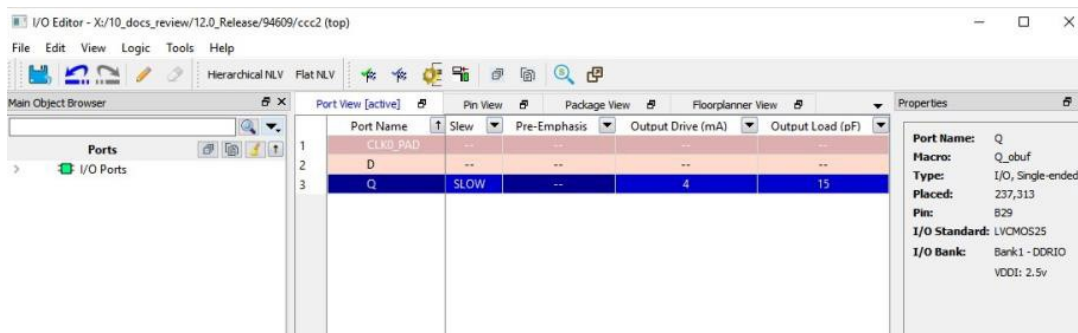 I/O Editor - X:/10_docs_review/12.0_Release/94609/ccc2 (top)
File Edit View Logic Tools Help
Hierarchical NLV Flat NLV
Main Object Browser
Ports
I/O Ports
Port View [active] Pin View Package View Floorplanner View
Port Name Slew Pre-Emphasis Output Drive (mA) Output Load (pF)
1 CLK0_PAD -- -- -- --
2 D -- -- -- --
3 Q SLOW -- 4 15
Properties
Port Name: Q
Macro: Q_obuf
Type: I/O, Single-ended
Placed: 237,313
Pin: B29
I/O Standard: LVCMOS25
I/O Bank: Bank1 - DDRIO
VDDI: 2.5v